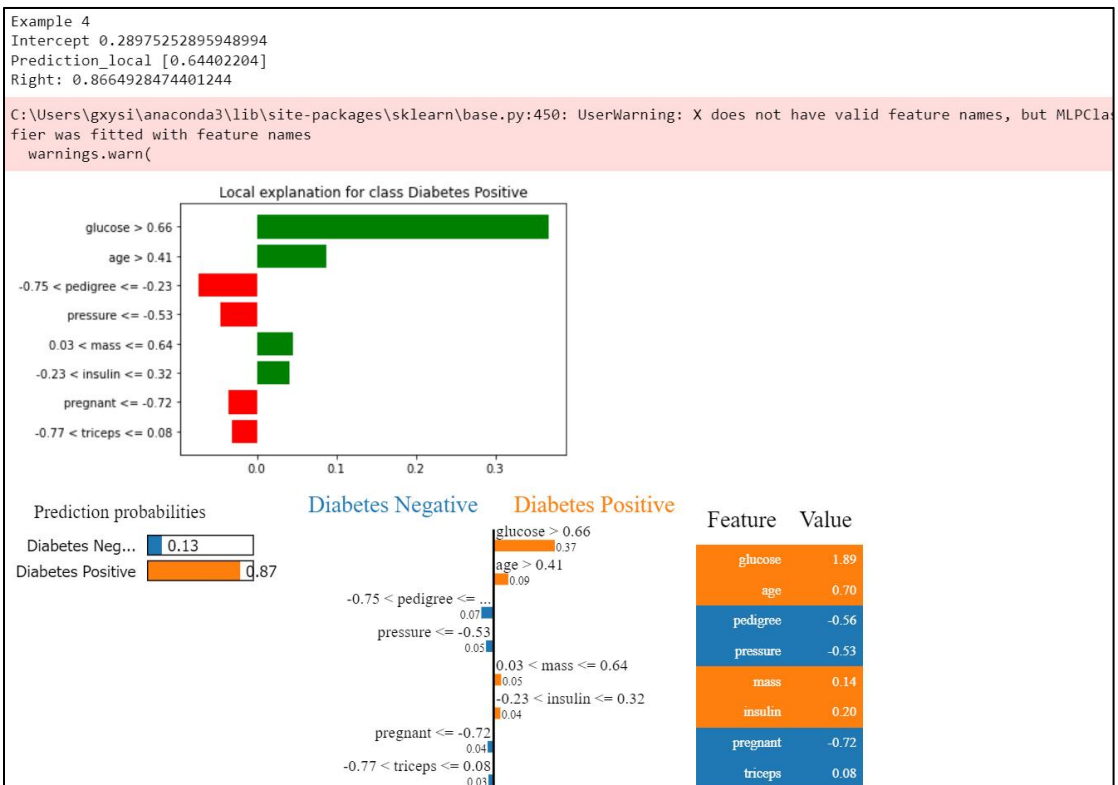 Example 4
Intercept 0.28975252895948994
Prediction_local [0.64402204]
Right: 0.8664928474401244
C:\Users\gxysi\anaconda3\lib\site-packages\sklearn\base.py:450: UserWarning: X does not have valid feature names, but MLPClas
fier was fitted with feature names
warnings.warn(
Local explanation for class Diabetes Positive
glucose > 0.66
age > 0.41
-0.75 < pedigree <= -0.23
pressure <= -0.53
0.03 < mass <= 0.64
-0.23 < insulin <= 0.32
pregnant <= -0.72
-0.77 < triceps <= 0.08
0.0 0.1 0.2 0.3
Prediction probabilities
Diabetes Neg... 0.13
Diabetes Positive 0.87
Diabetes Negative Diabetes Positive
glucose > 0.66
0.37
age > 0.41
0.09
-0.75 < pedigree <= ...
0.07
pressure <= -0.53
0.05
0.03 < mass <= 0.64
0.05
-0.23 < insulin <= 0.32
0.04
pregnant <= -0.72
0.04
-0.77 < triceps <= 0.08
0.03
Feature Value
glucose 1.89
age 0.70
pedigree -0.56
pressure -0.53
mass 0.14
insulin 0.20
pregnant -0.72
triceps 0.08